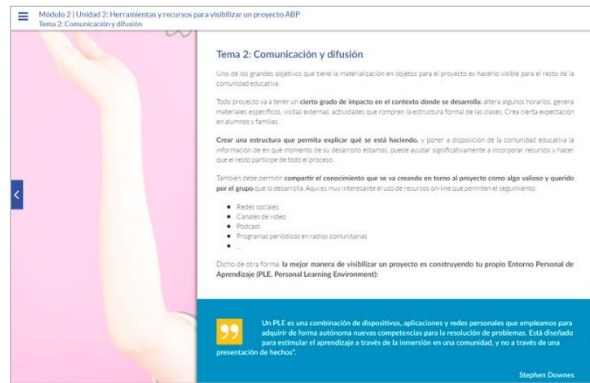 Módulo 2 | Unidad 2: Herramientas y recursos para visibilizar un proyecto ABP
Tema 2: Comunicación y difusión
Tema 2: Comunicación y difusión
Uno de los grandes objetivos que tiene la materialización en objetos para el proyecto es hacerlo visible para el resto de la
comunidad educativa.
Todo proyecto va a tener un cierto grado de impacto en el contexto donde se desarrolla: altera algunos horarios, genera
materiales específicos, visitas externas, actividades que rompren la estructura formal de las clases. Crea cierta expectación
en alumnos y familias.
Crear una estructura que permita explicar qué se está haciendo, y poner a disposición de la comunidad educativa la
información de en que momento de su desarrollo estamos, puede ayudar significativamente a incorporar recursos y hacer
que el resto participe de todo el proceso.
También debe permitir compartir el conocimiento que se va creando en torno al proyecto como algo valioso y querido
por el grupo que lo desarrolla. Aquí es muy interesante el uso de recursos on-line que permiten el seguimiento:
Redes sociales
Canales de video
Podcast
Programas periódicos en radios comunitarias
...
Dicho de otra forma, la mejor manera de visibilizar un proyecto es construyendo tu propio Entorno Personal de
Aprendizaje (PLE, Personal Learning Environment):
Un PLE es una combinación de dispositivos, aplicaciones y redes personales que empleamos para
adquirir de forma autónoma nuevas competencias para la resolución de problemas. Está diseñado
para estimular el aprendizaje a través de la inmersión en una comunidad, y no a través de una
presentación de hechos".
Stephen Downes